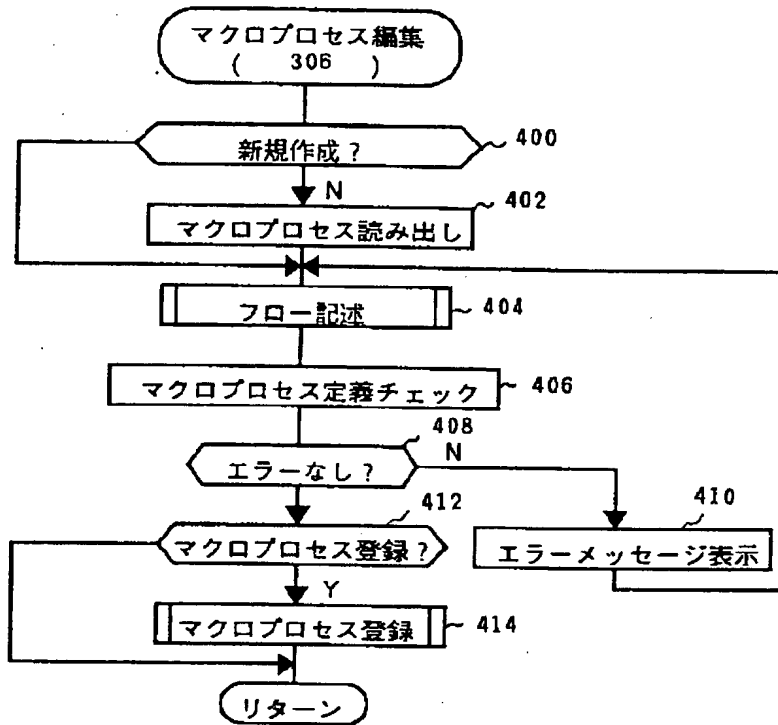 マクロプロセス編集
( 306 )
新規作成?
400
N
402
マクロプロセス読み出し
フロー記述
404
マクロプロセス定義チェック
406
408
エラーなし?
N
412
410
マクロプロセス登録?
エラーメッセージ表示
Y
マクロプロセス登録
414
リターン